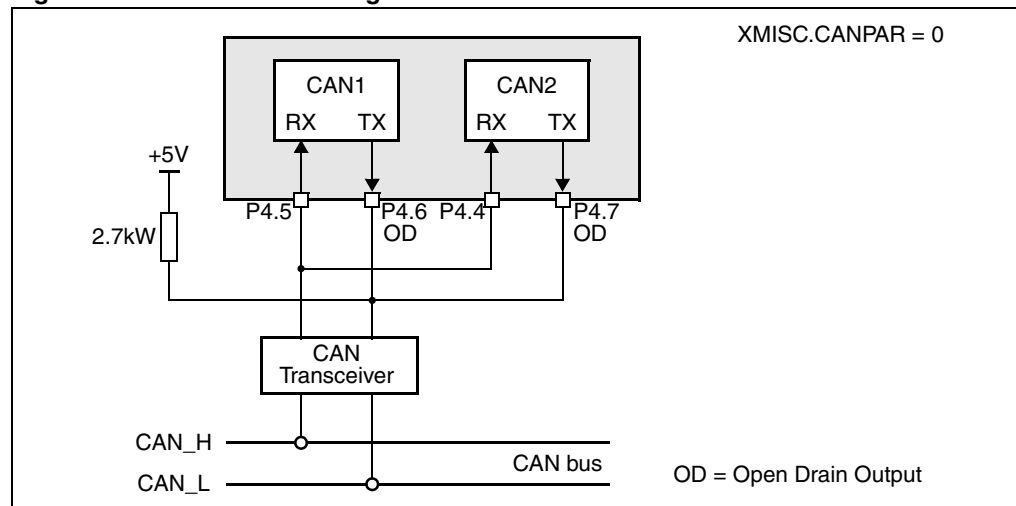 XMISC.CANPAR = 0
CAN1
CAN2
RX TX
RX TX
+5V
P4.5
P4.6
OD
P4.4
P4.7
OD
2.7kW
CAN
Transceiver
CAN_H
CAN bus
CAN_L
OD = Open Drain Output